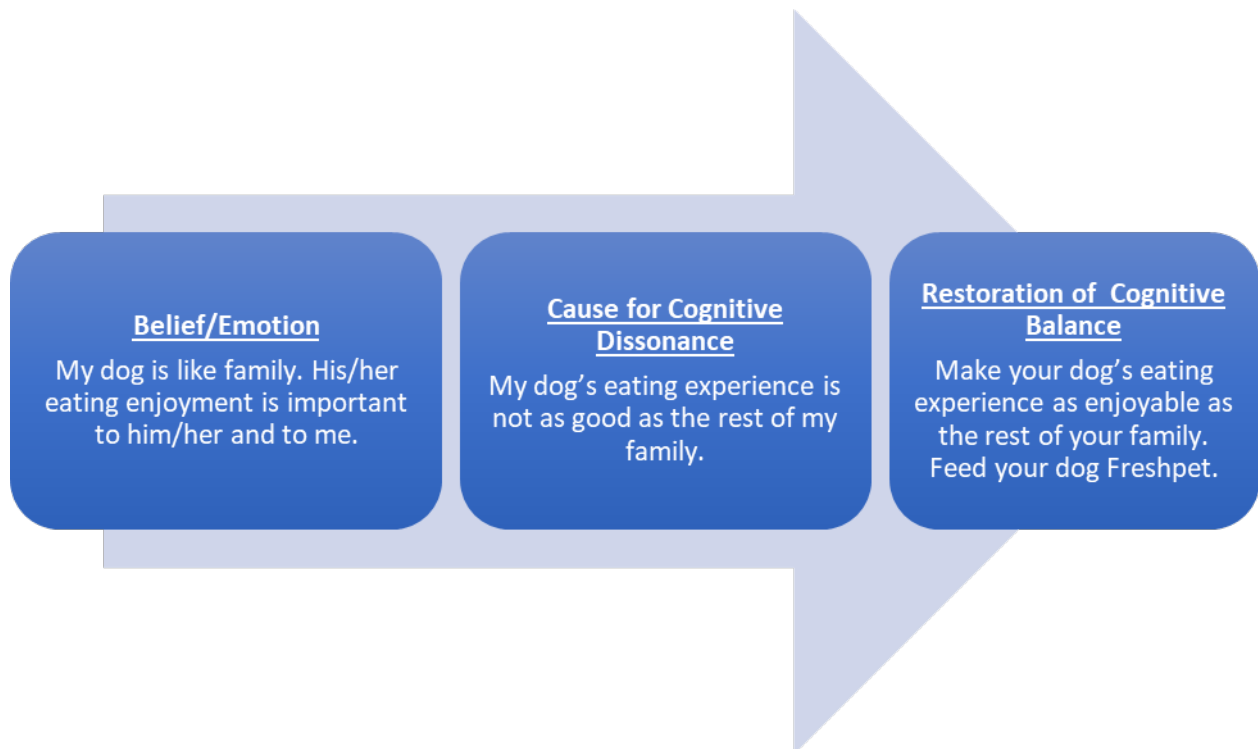 Belief/Emotion
My dog is like family. His/her
eating enjoyment is important
to him/her and to me.
Cause for Cognitive
Dissonance
My dog’s eating experience is
not as good as the rest of my
family.
Restoration of Cognitive
Balance
Make your dog’s eating
experience as enjoyable as
the rest of your family.
Feed your dog Freshpet.